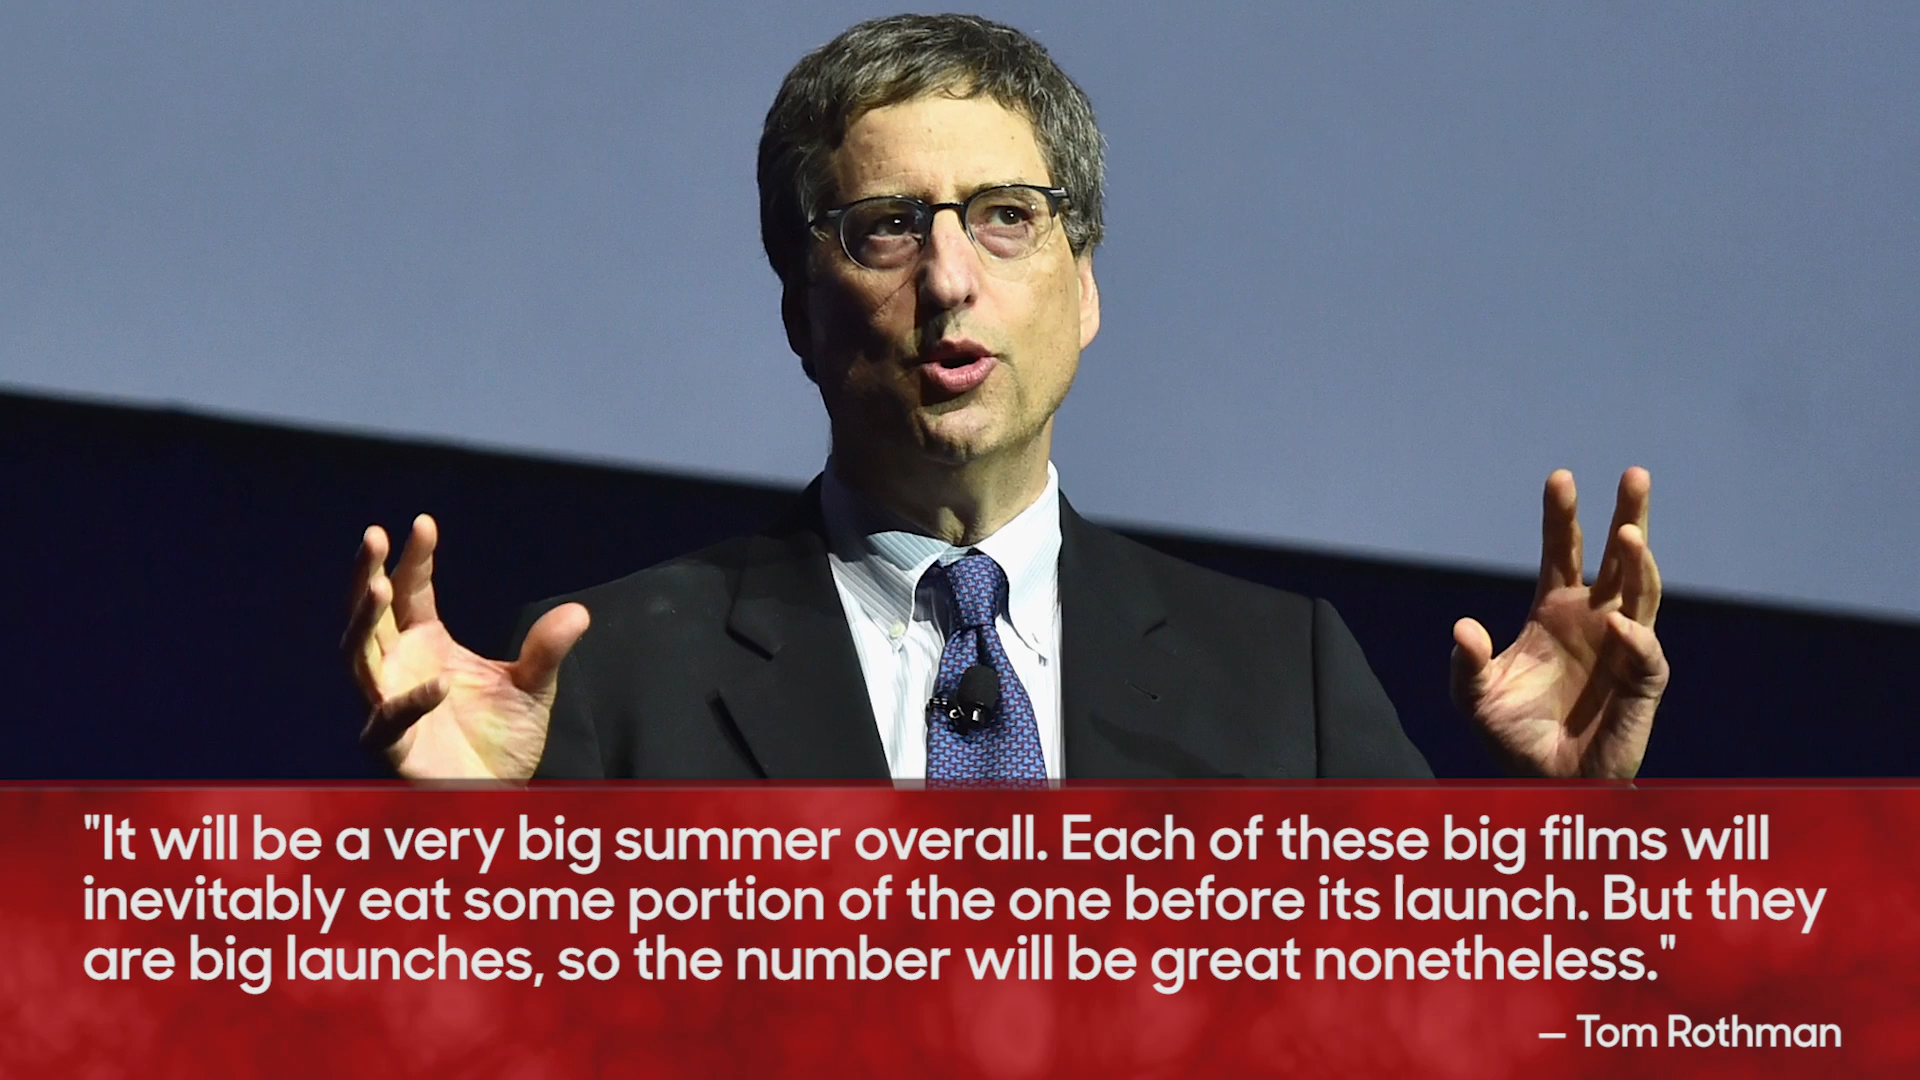 "It will be a very big summer overall. Each of these big films will
inevitably eat some portion of the one before its launch. But they
are big launches, so the number will be great nonetheless."
– Tom Rothman